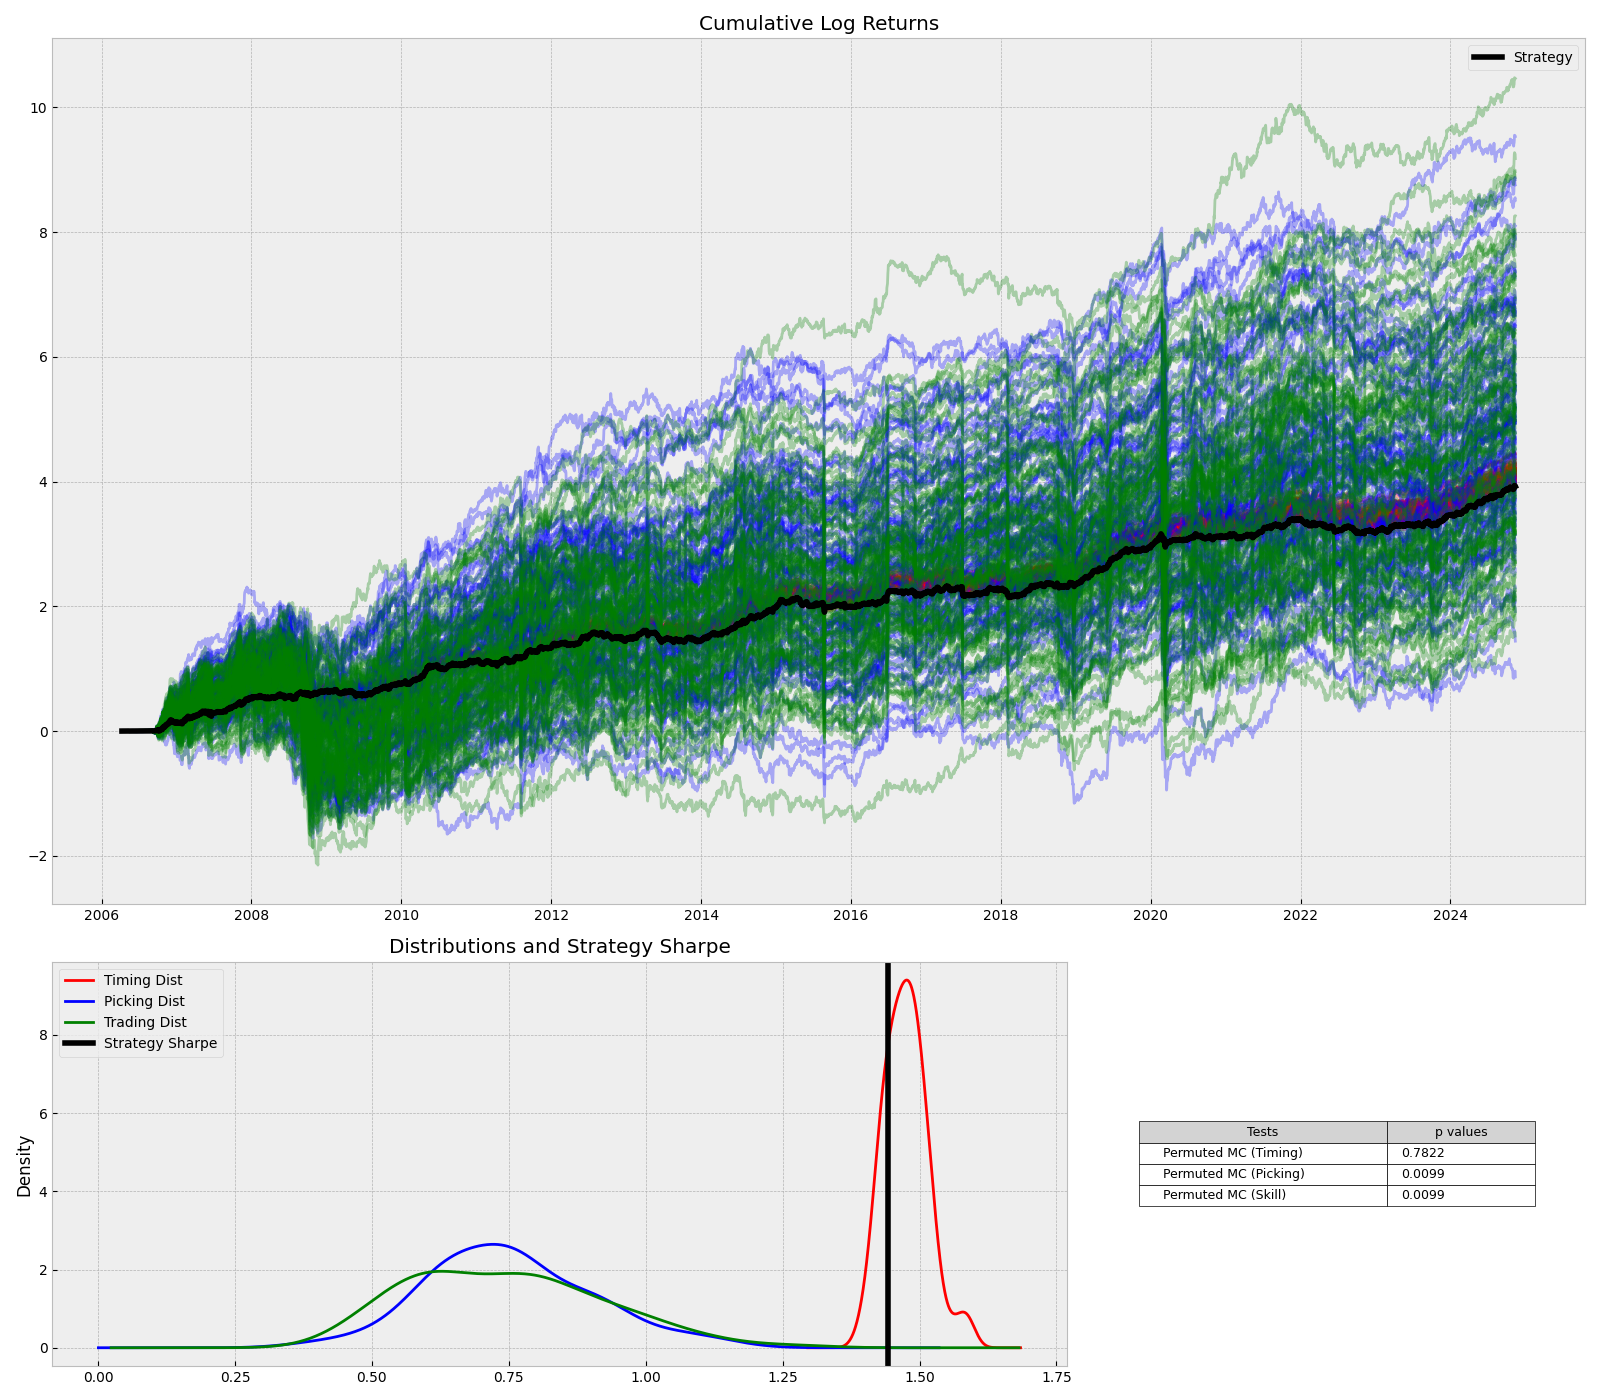 Cumulative Log Returns
Strategy
10
8
6
4
2
0
−2
2006 2008 2010 2012 2014 2016 2018 2020 2022 2024
Distributions and Strategy Sharpe
Timing Dist
Picking Dist
Trading Dist
Strategy Sharpe
Density
8
6
4
2
0
0.00 0.25 0.50 0.75 1.00 1.25 1.50 1.75
Tests p values
Permuted MC (Timing) 0.7822
Permuted MC (Picking) 0.0099
Permuted MC (Skill) 0.0099